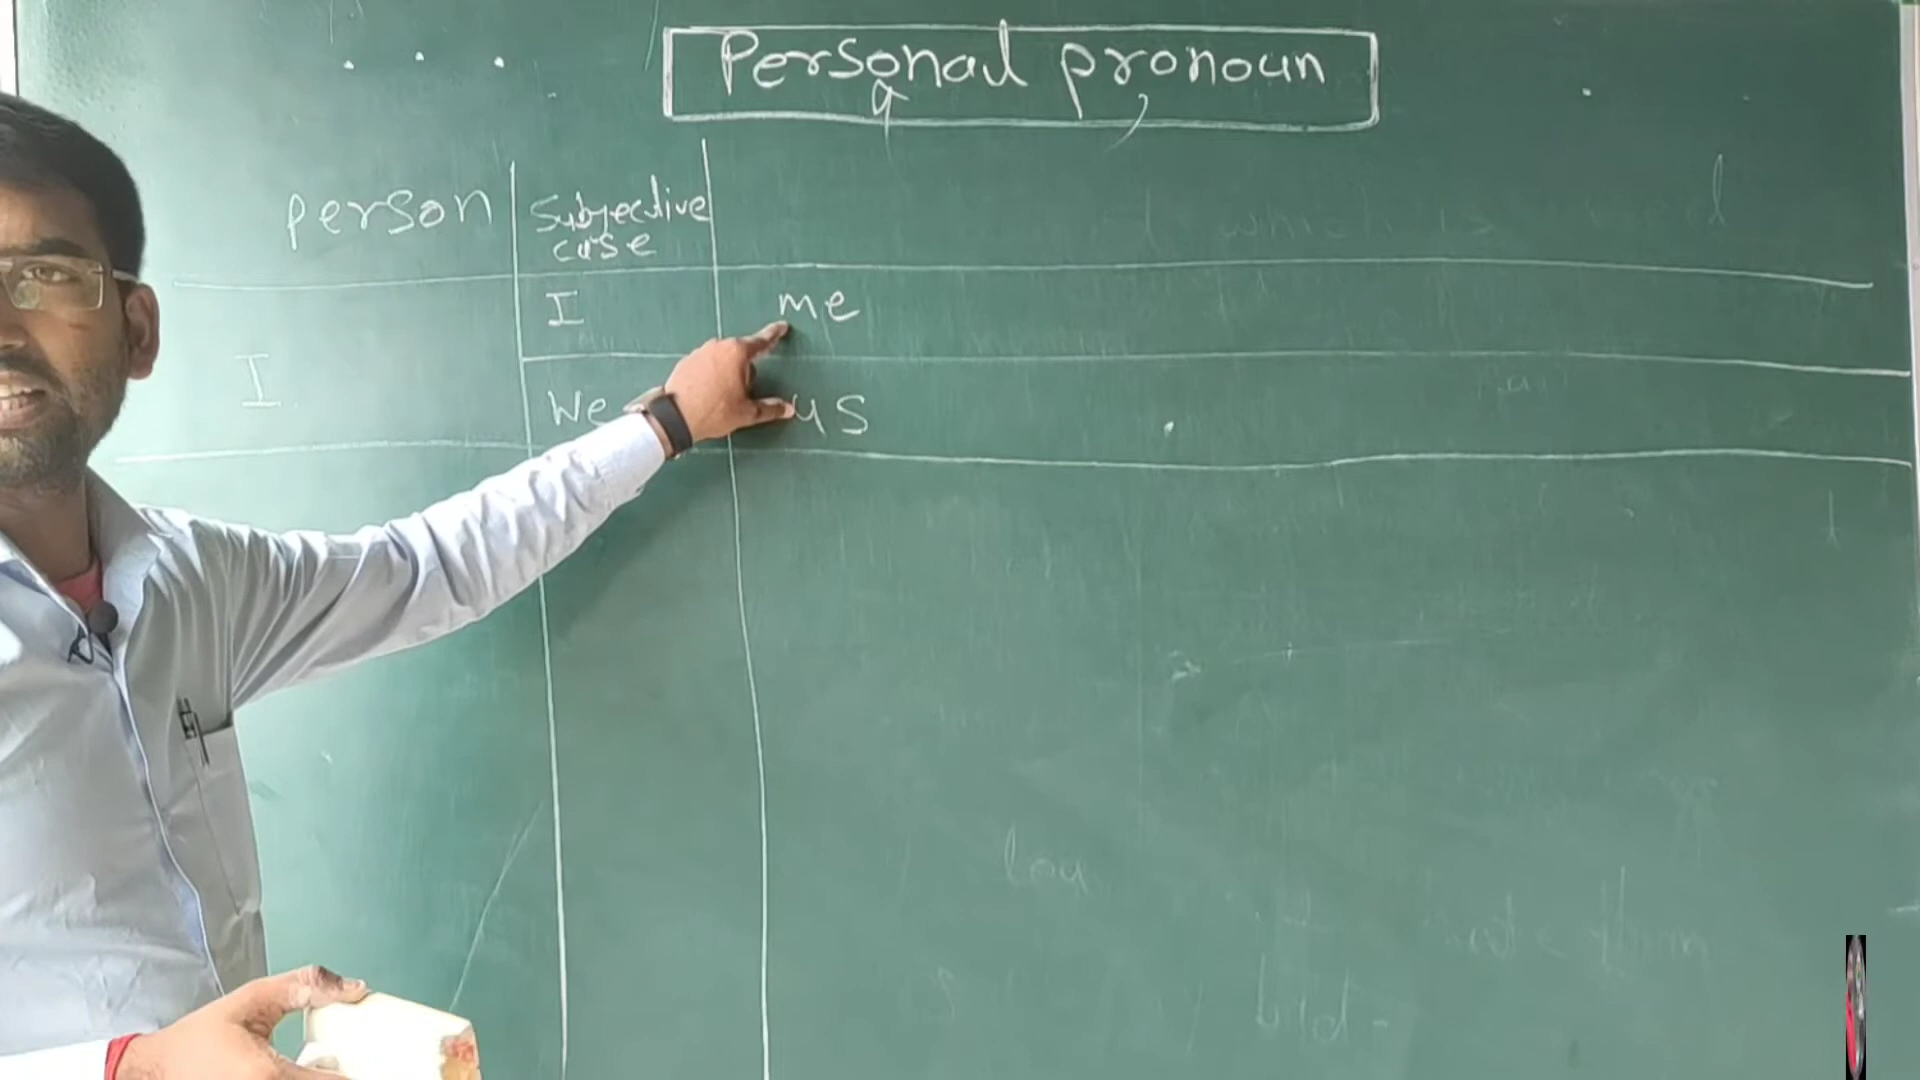 Personal pronoun
person
Subjective
case
I me
I
We us